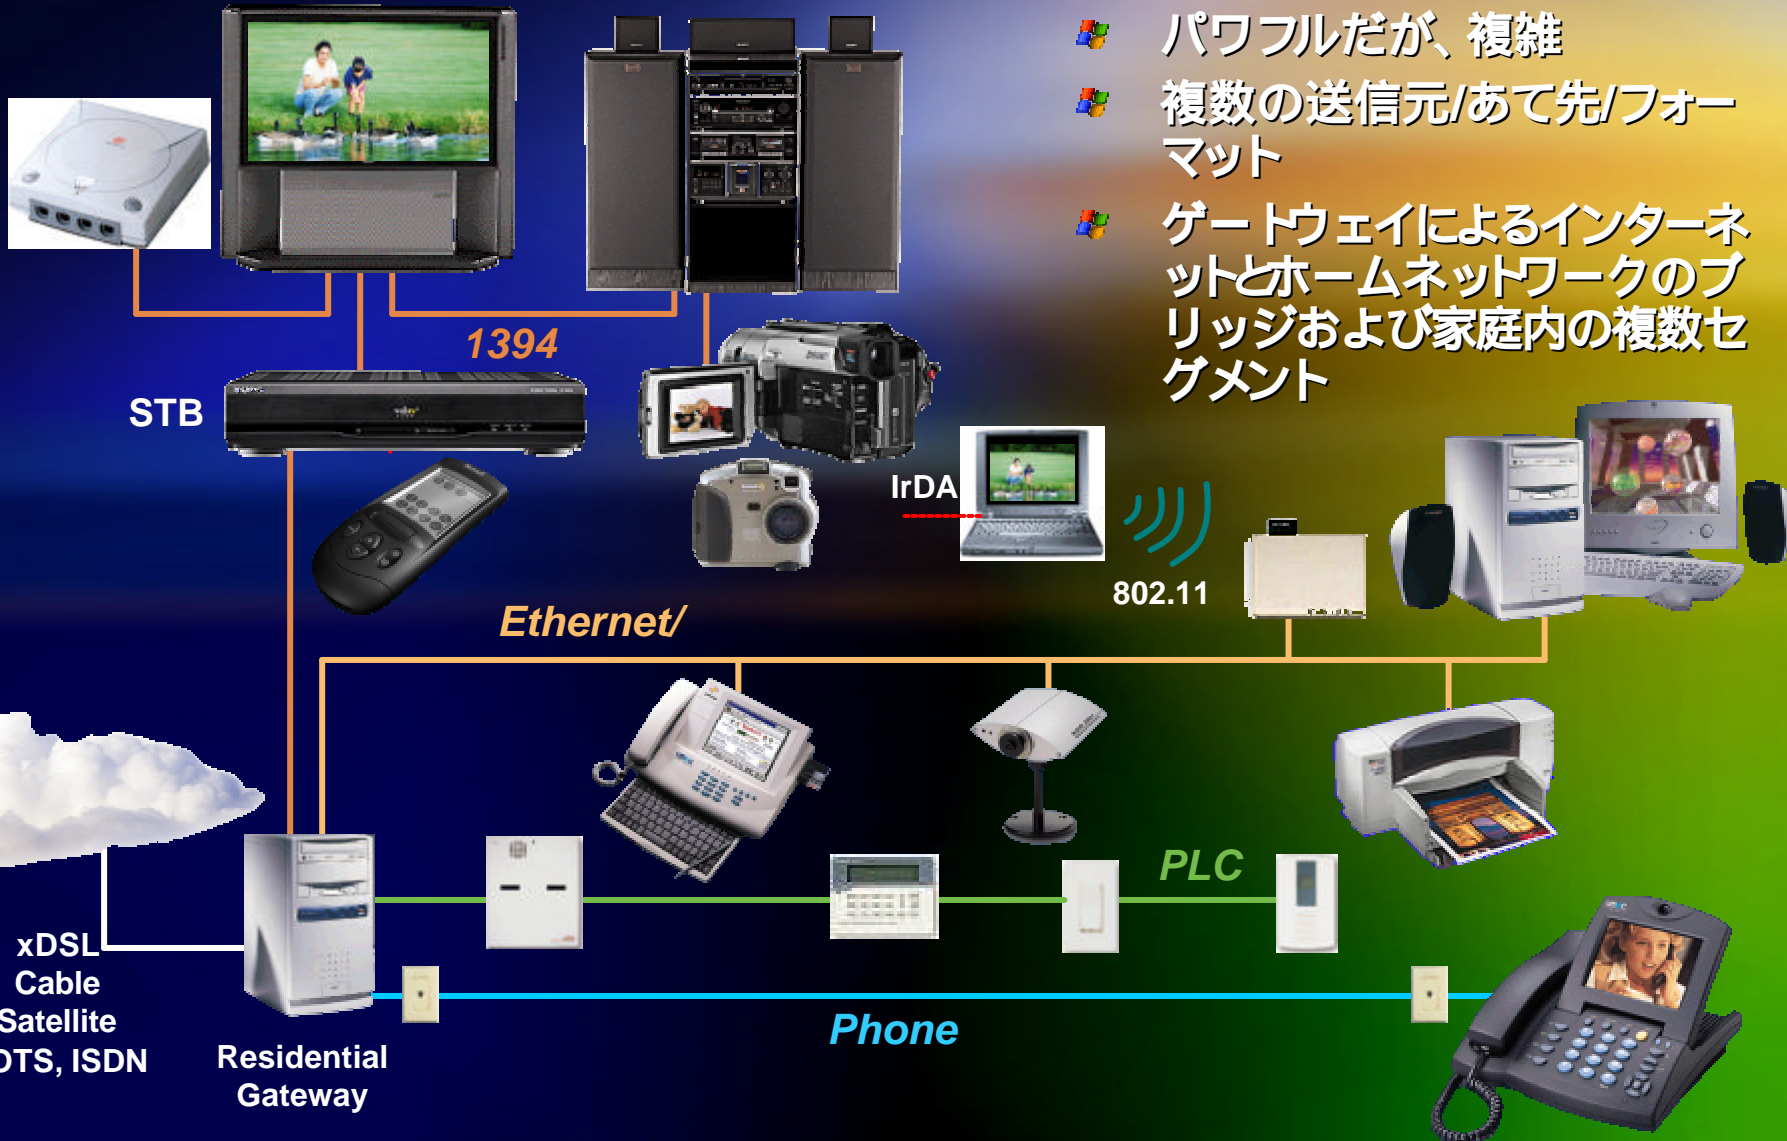 パワフルだが、複雑
複数の送信元/あて先/フォー
マット
ゲートウェイによるインターネ
ットとホームネットワークのブ
リッジおよび家庭内の複数セ
グメント
1394
STB
IrDA
802.11
Ethernet/
PLC
xDSL
Cable
Satellite
OTS, ISDN
Residential
Gateway
Phone